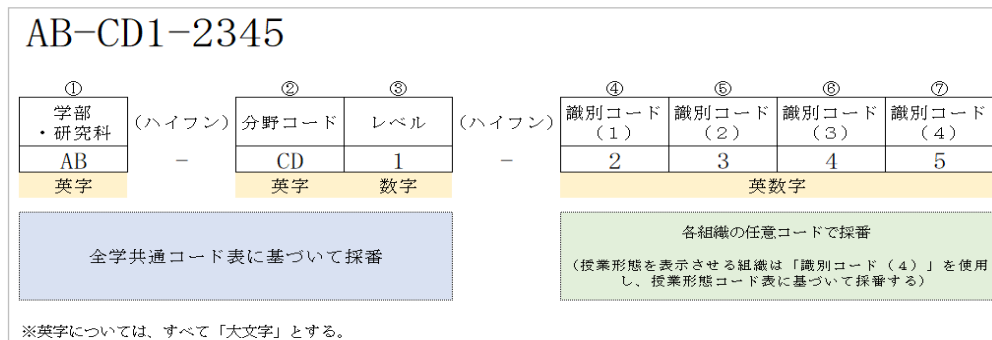 AB-CD1-2345
① ② ③ ④ ⑤ ⑥ ⑦
学部
・研究科
(ハイフン)
分野コード
レベル
(ハイフン)
識別コード
(1)
識別コード
(2)
識別コード
(3)
識別コード
(4)
AB - CD 1 - 2 3 4 5
英字 英字 数字 英数字
全学共通コード表に基づいて採番
各組織の任意コードで採番
(授業形態を表示させる組織は「識別コード(4)」を使用
し、授業形態コード表に基づいて採番する)
※英字については、すべて「大文字」とする。